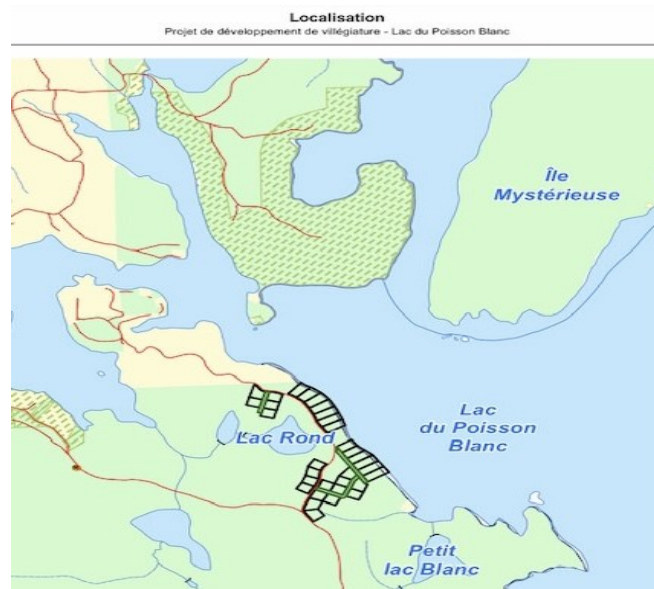 Localisation
Projet de développement de villégiature - Lac du Poisson Blanc
Île
Mystérieuse
Lac
du Poisson
Blanc
Lac Rond
Petit
lac Blanc